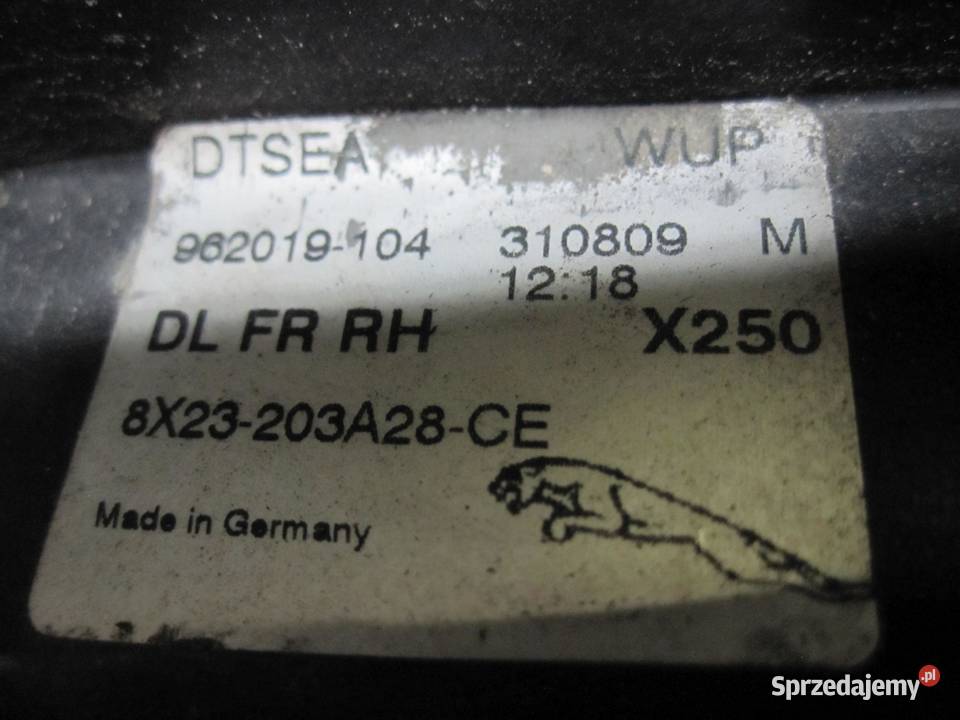 DTSEA WUP
962019-104 310809 M
12:18
DL FR RH X250
8X23-203A28-CE
Made in Germany
Sprzedajemy.pl